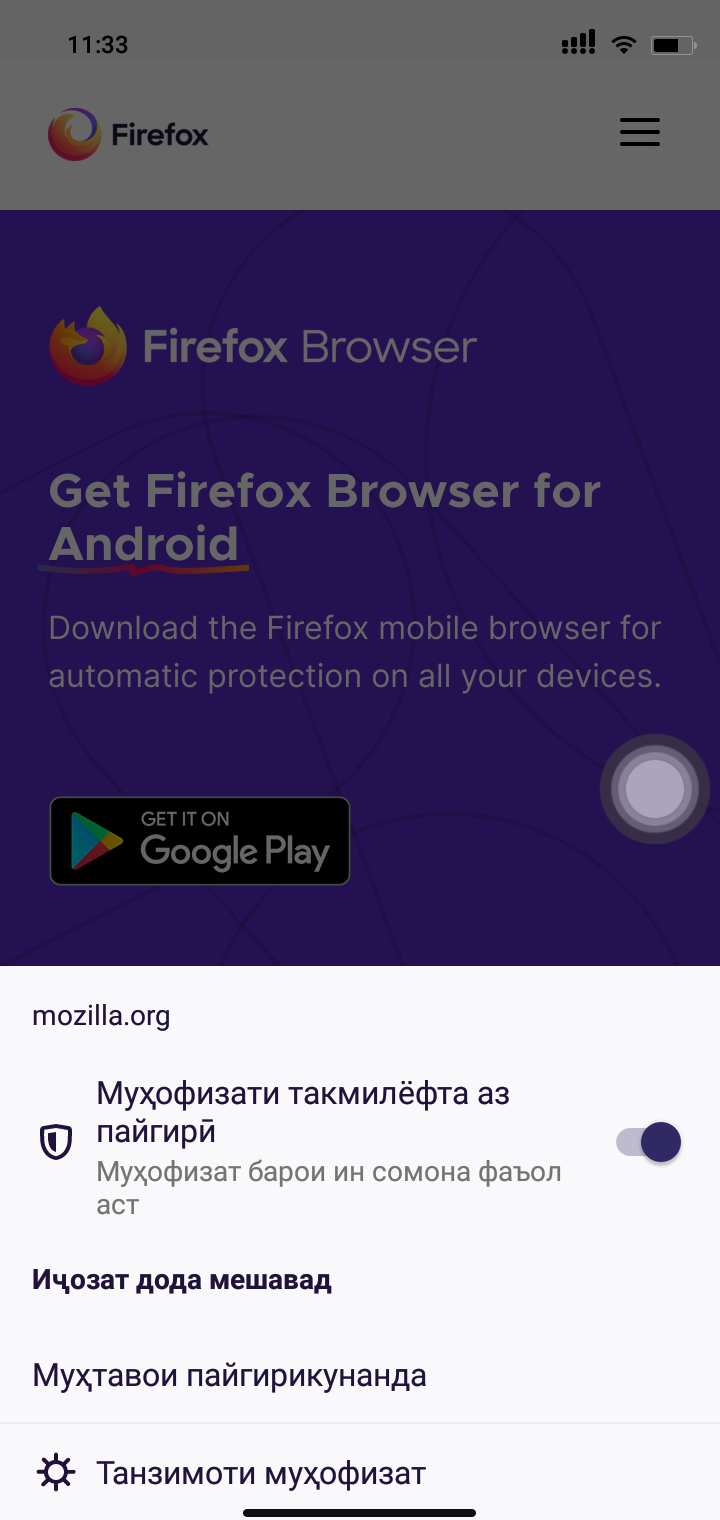 11:33
Firefox
Firefox Browser
Get Firefox Browser for
Android
Download the Firefox mobile browser for
automatic protection on all your devices.
GET IT ON
Google Play
mozilla.org
Муҳофизати такмилёфта аз
пайгирӣ
Муҳофизат барои ин сомона фаъол
аст
Иҷозат дода мешавад
Муҳтавои пайгирикунанда
Танзимоти муҳофизат